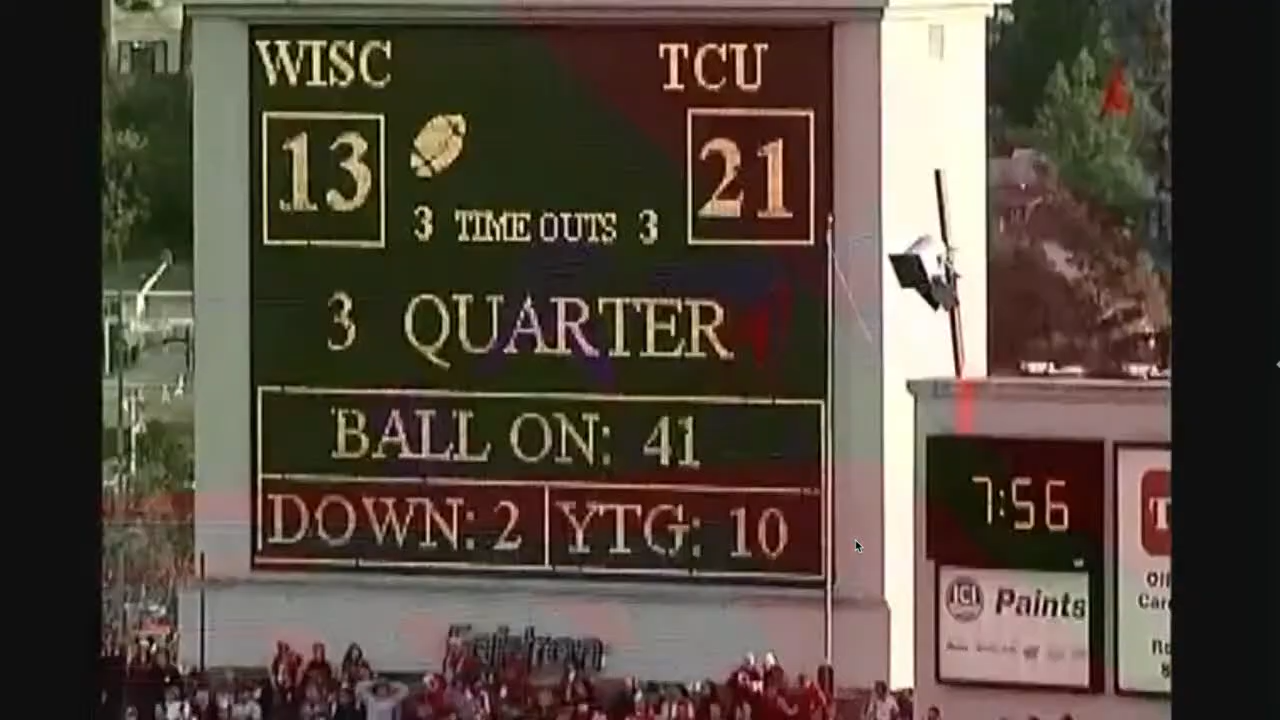 WISC TCU
13 21
3 TIME OUTS 3
3 QUARTER
BALL ON: 41
DOWN: 2 YTG: 10
7:56
ICI Paints